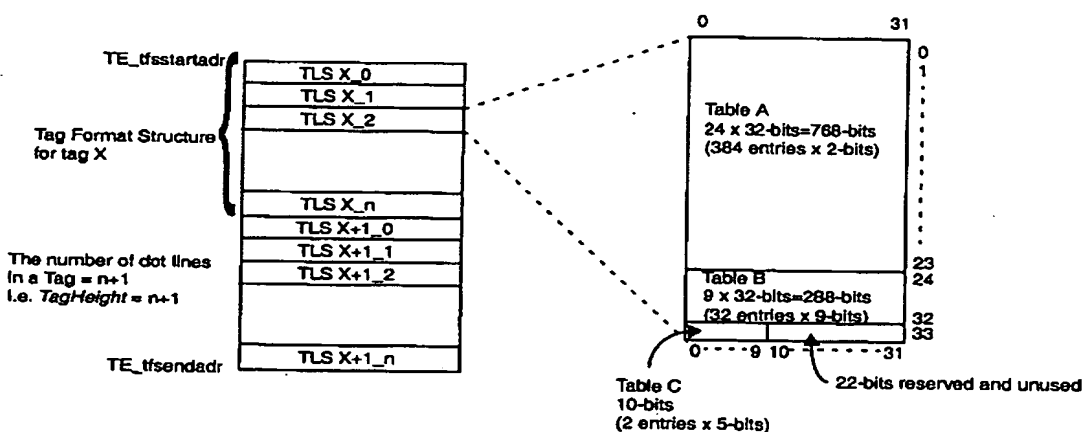 TE_tfsstartadr
TLS X_0
TLS X_1
TLS X_2
Tag Format Structure
for tag X
TLS X_n
TLS X+1_0
TLS X+1_1
TLS X+1_2
The number of dot lines
in a Tag = n+1
i.e. TagHeight = n+1
TLS X+1_n
TE_tfsendadr
0 31
0
1
Table A
24 x 32-bits=768-bits
(384 entries x 2-bits)
23
Table B 24
9 x 32-bits=288-bits
(32 entries x 9-bits) 32
33
0 9 10 31
Table C
10-bits
(2 entries x 5-bits)
22-bits reserved and unused